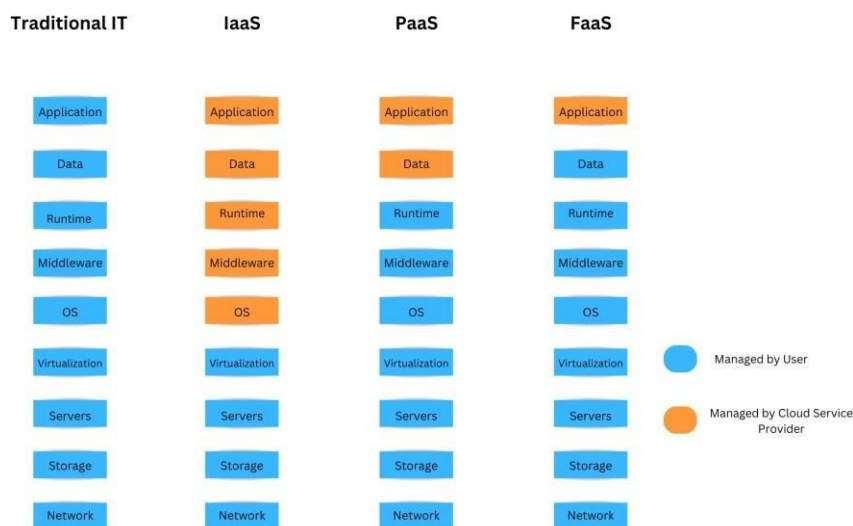 Traditional IT IaaS PaaS FaaS
Application Application Application Application
Data Data Data Data
Runtime Runtime Runtime Runtime
Middleware Middleware Middleware Middleware
OS OS OS OS
Virtualization Virtualization Virtualization Virtualization
Managed by User
Servers Servers Servers Servers
Managed by Cloud Service
Provider
Storage Storage Storage Storage
Network Network Network Network